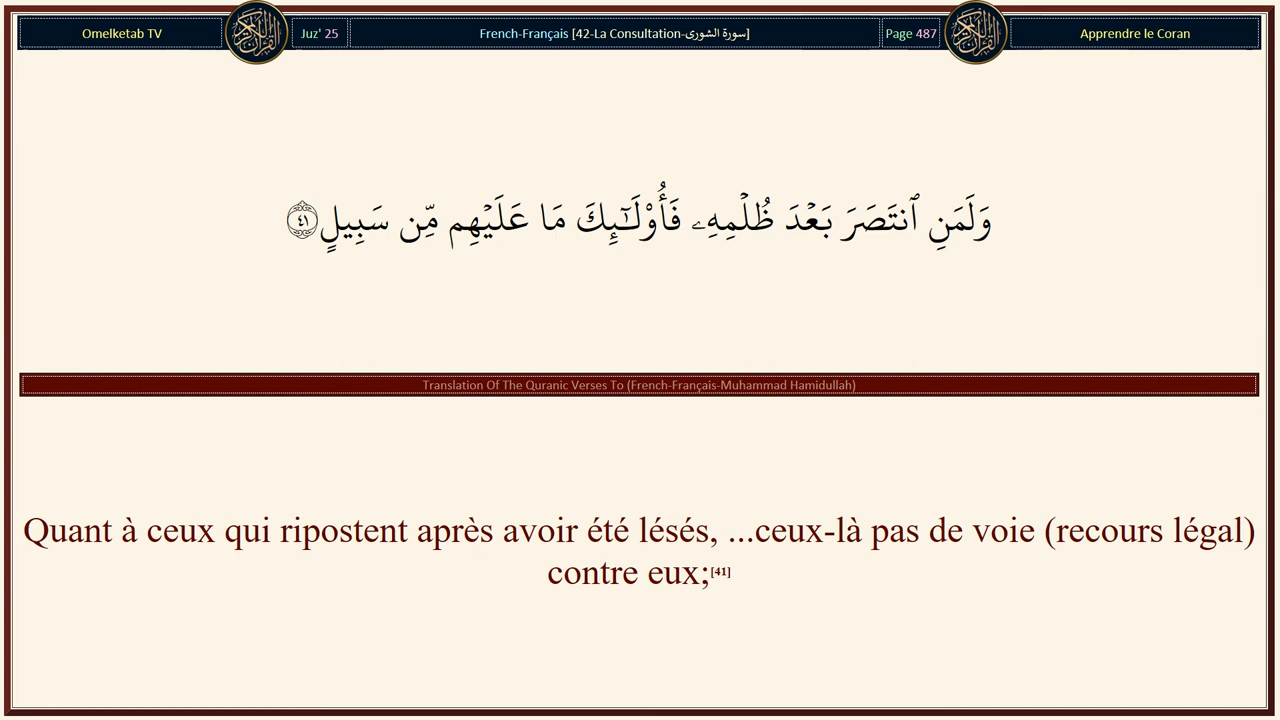 Omelketab TV
Juz' 25
French-Français [42-La Consultation-سورة الشورى]
Page 487
Apprendre le Coran
وَلَمَنِ ٱنتَصَرَ بَعْدَ ظُلْمِهِۦ فَأُو۟لَـٰٓئِكَ مَا عَلَيْهِم مِّن سَبِيلٍ ٤١
Translation Of The Quranic Verses To (French-Français-Muhammad Hamidullah)
Quant à ceux qui ripostent après avoir été lésés, ...ceux-là pas de voie (recours légal)
contre eux;[41]